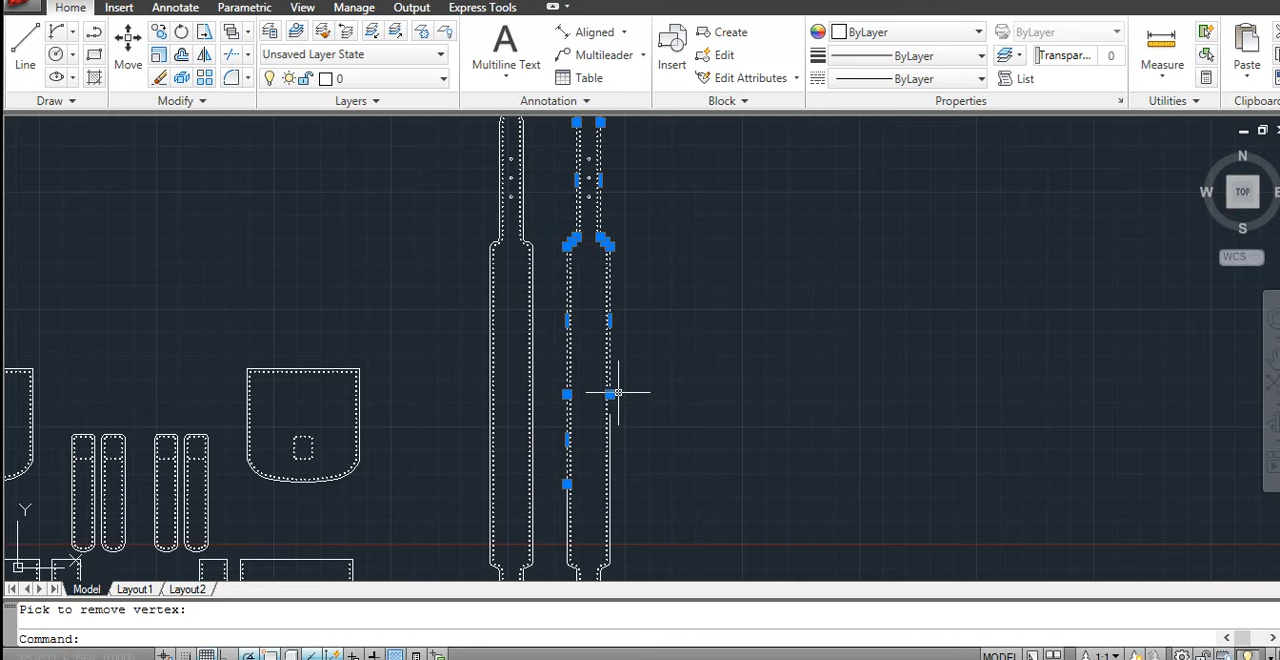 Home Insert Annotate Parametric View Manage Output Express Tools
Line
Move
Unsaved Layer State
0
Multiline Text
Aligned
Multileader
Table
Insert
Create
Edit
Edit Attributes
ByLayer
ByLayer
ByLayer
ByLayer
Transpar... 0
List
Measure
Paste
Draw Modify Layers Annotation Block Properties Utilities Clipboard
N
W TOP
S
WCS
Y
X
Model Layout1 Layout2
Pick to remove vertex:
Command:
MODEL 1:1